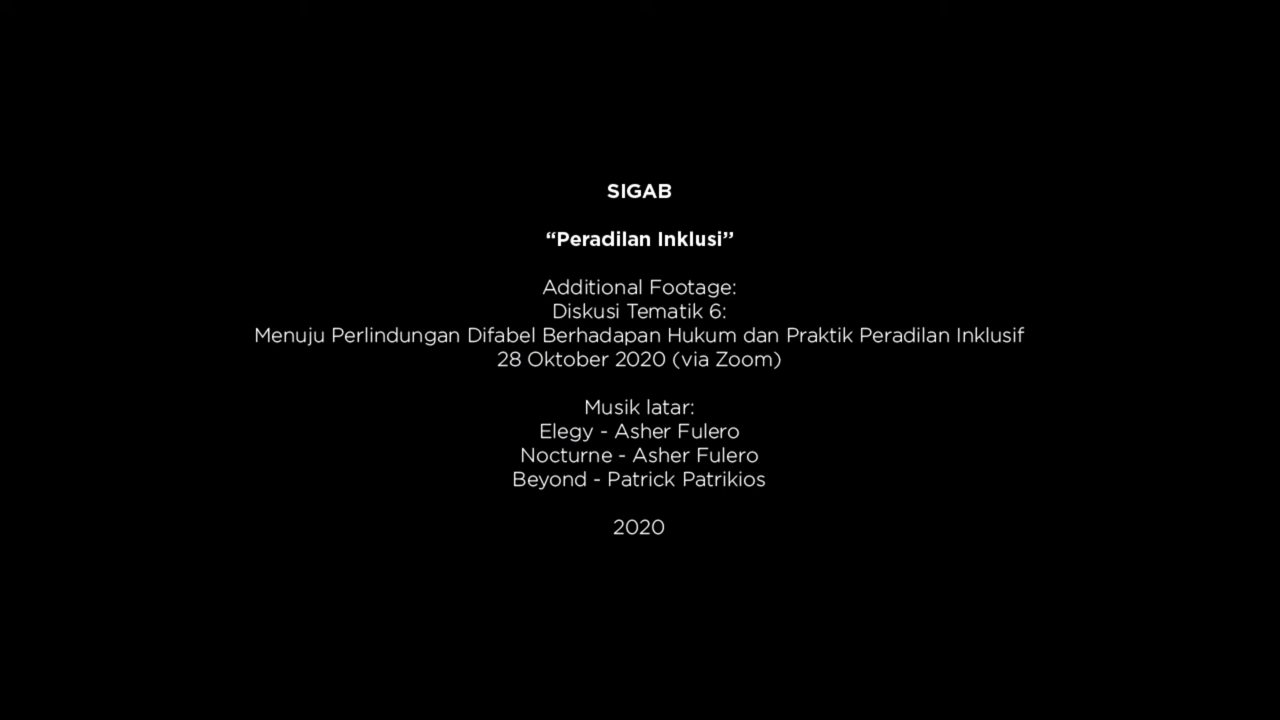 SIGAB
“Peradilan Inklusi”
Additional Footage:
Diskusi Tematik 6:
Menuju Perlindungan Difabel Berhadapan Hukum dan Praktik Peradilan Inklusif
28 Oktober 2020 (via Zoom)
Musik latar:
Elegy - Asher Fulero
Nocturne - Asher Fulero
Beyond - Patrick Patrikios
2020